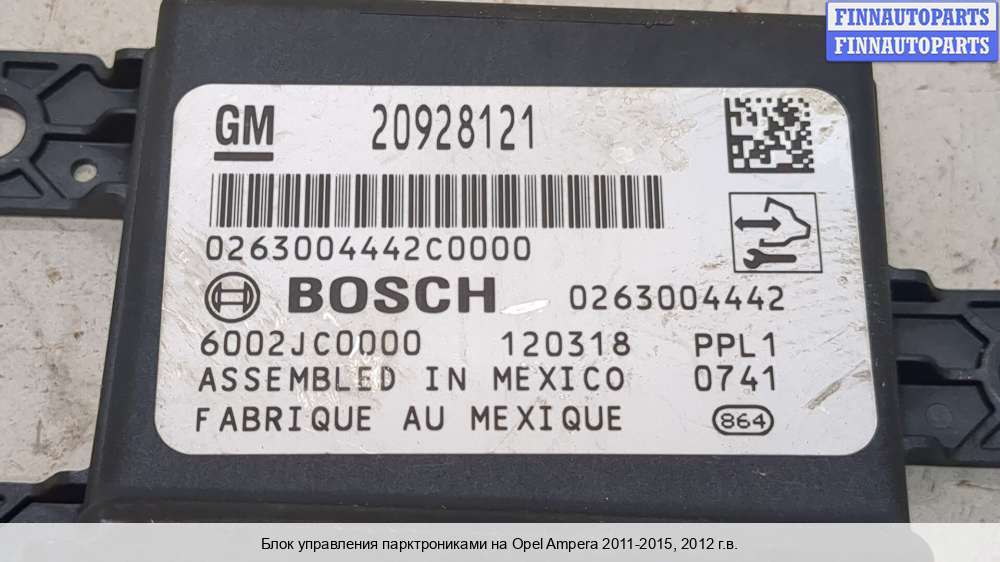 FINNAUTOPARTS
FINNAUTOPARTS
GM 20928121
0263004442C0000
BOSCH 0263004442
6002JC0000 120318 PPL1
ASSEMBLED IN MEXICO 0741
FABRIQUE AU MEXIQUE 864
Блок управления парктрониками на Opel Ampera 2011-2015, 2012 г.в.